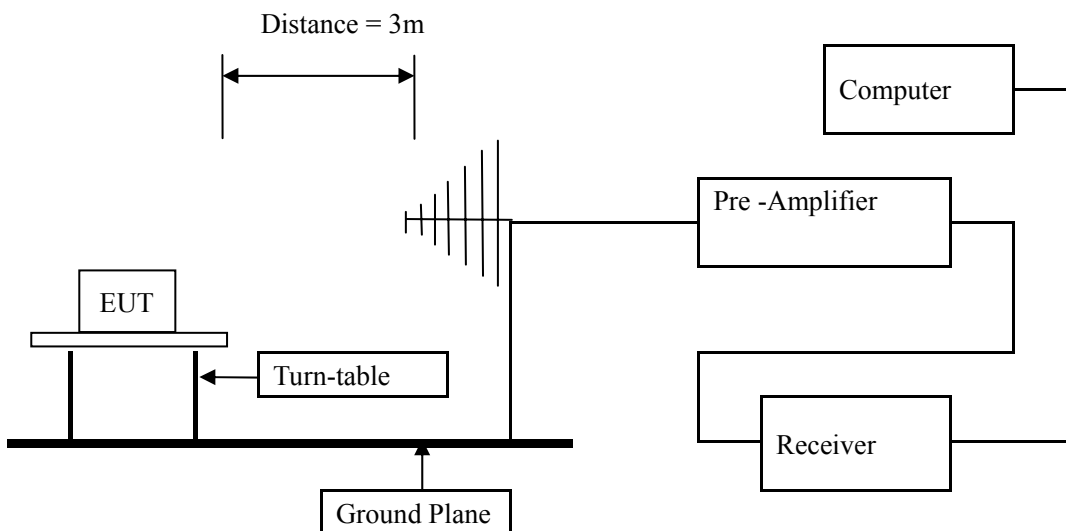 Distance = 3m
Computer
Pre -Amplifier
EUT
Turn-table
Receiver
Ground Plane